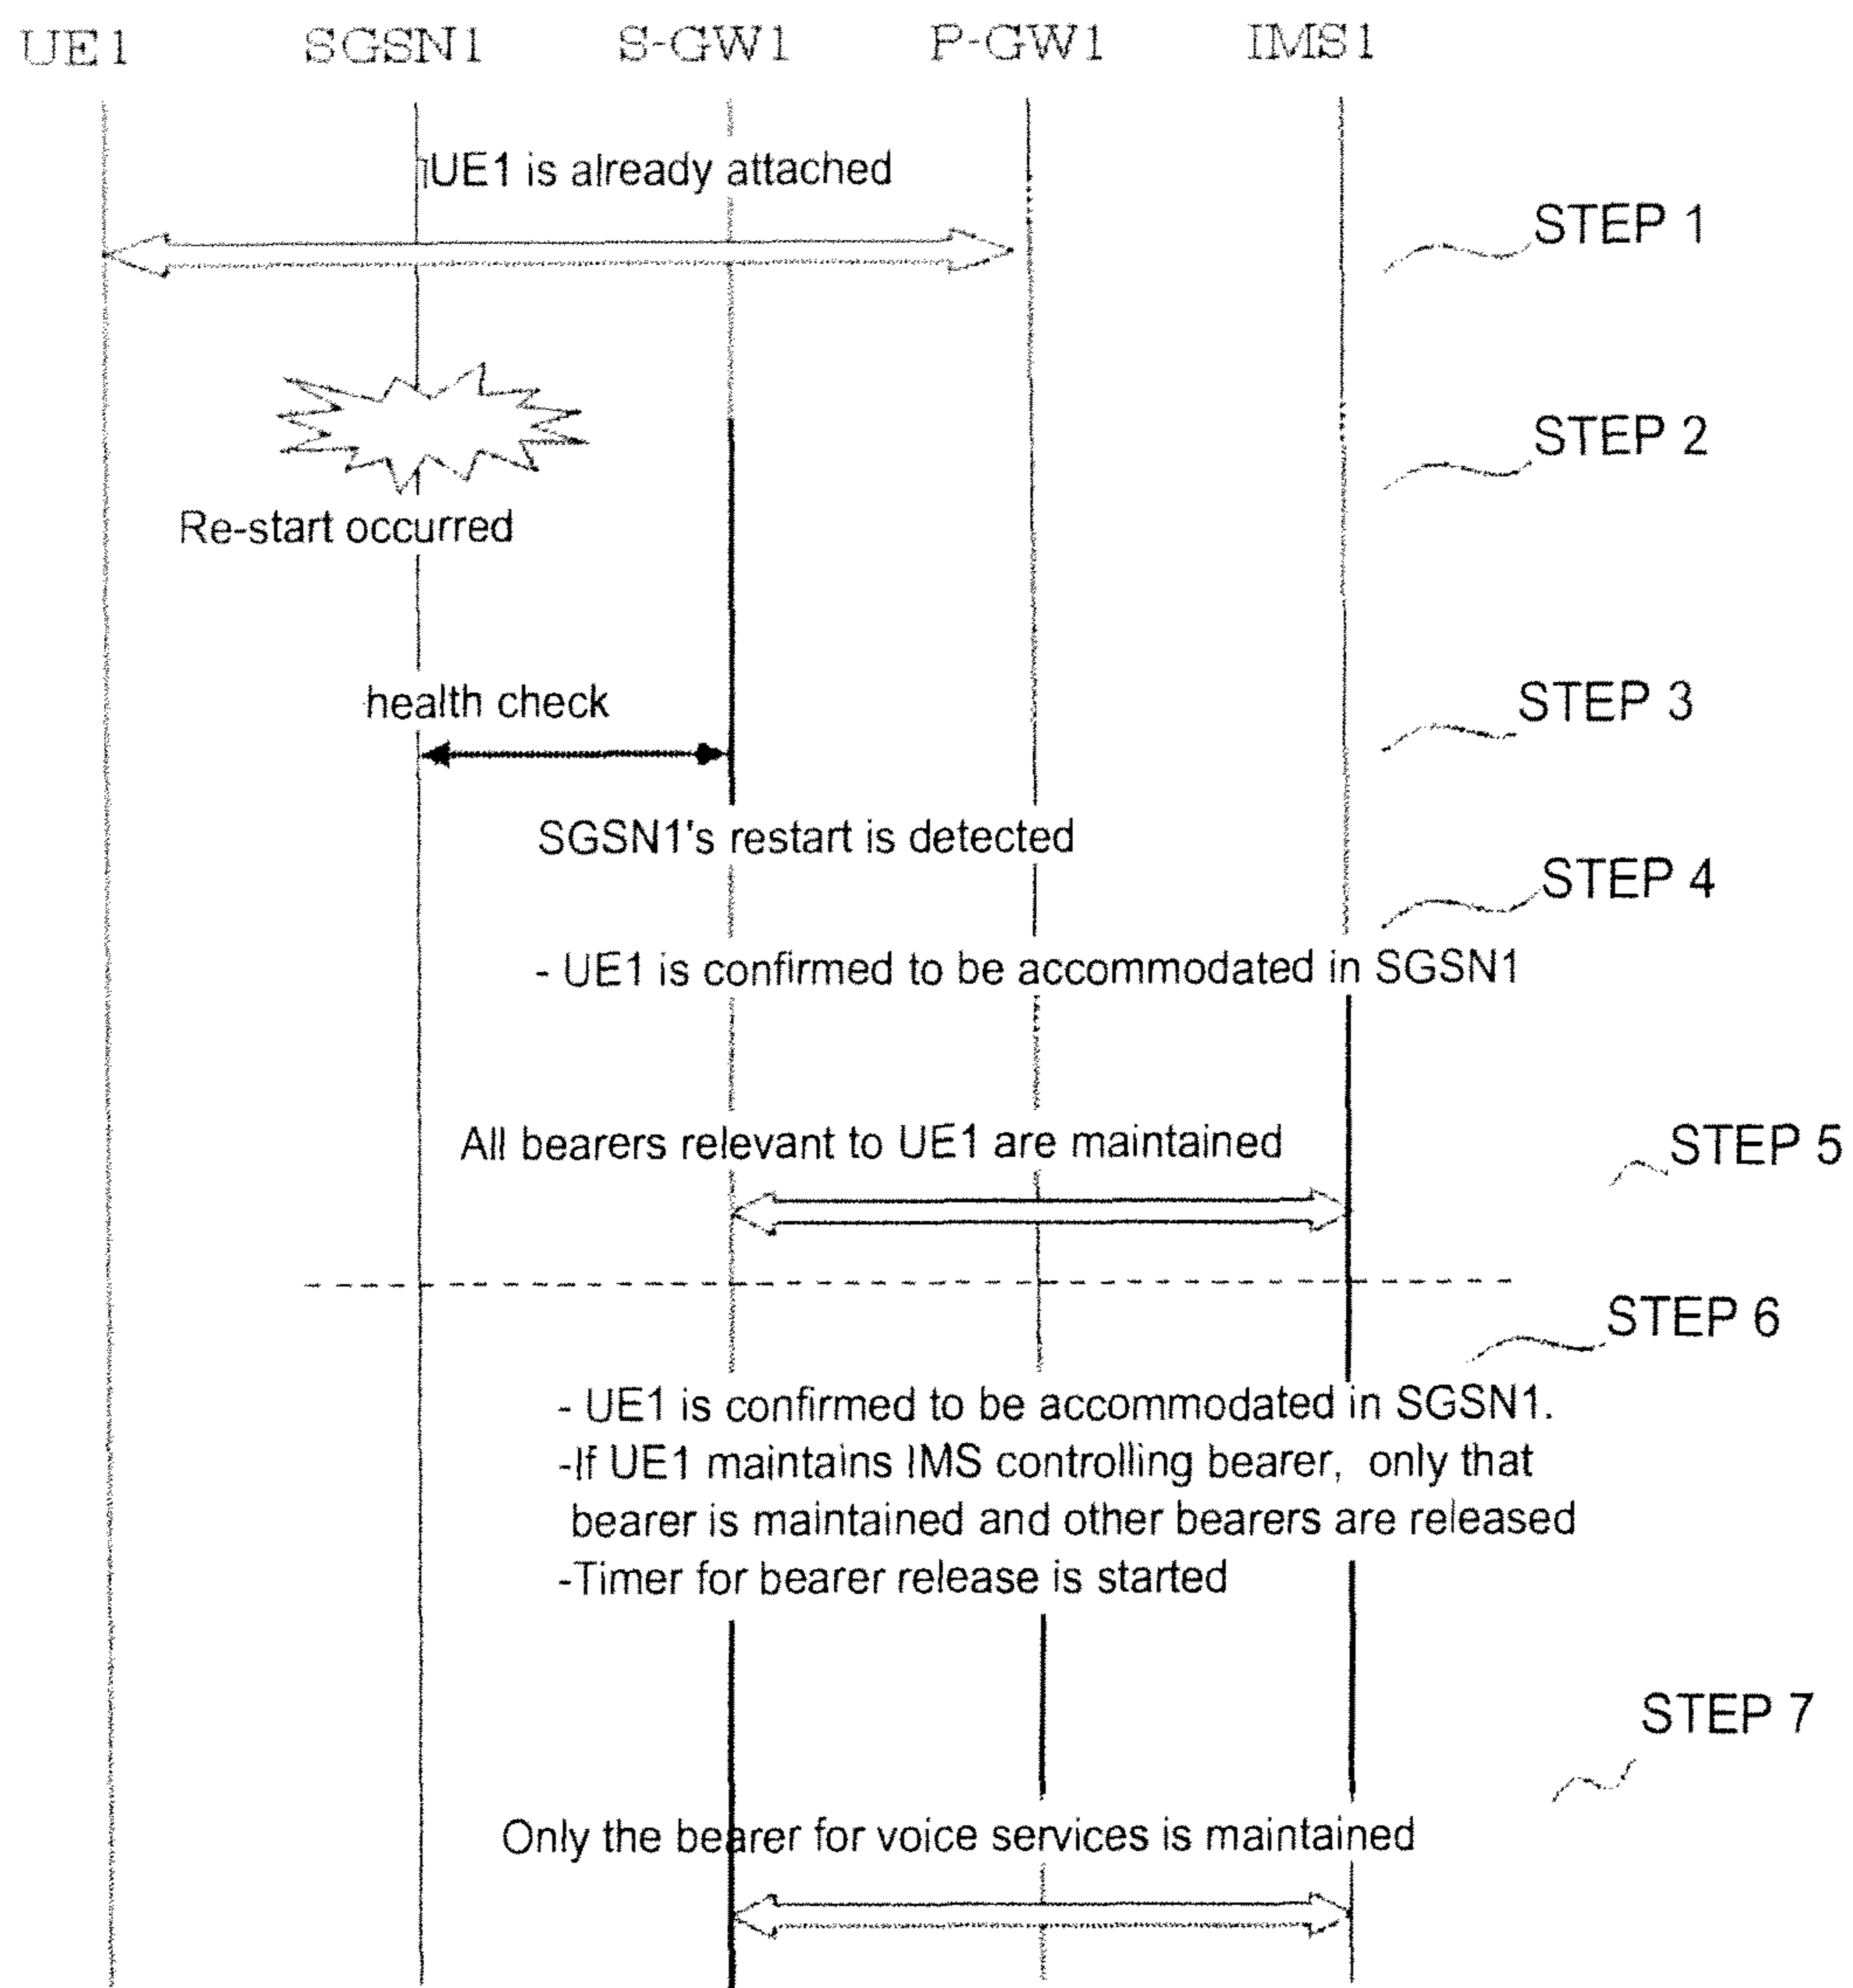 UE1 SGSN1 S-GW1 P-GW1 IMS1
UE1 is already attached
STEP 1
STEP 2
Re-start occurred
health check
STEP 3
SGSN1's restart is detected
STEP 4
- UE1 is confirmed to be accommodated in SGSN1
All bearers relevant to UE1 are maintained
STEP 5
STEP 6
- UE1 is confirmed to be accommodated in SGSN1.
-If UE1 maintains IMS controlling bearer, only that
bearer is maintained and other bearers are released
-Timer for bearer release is started
STEP 7
Only the bearer for voice services is maintained